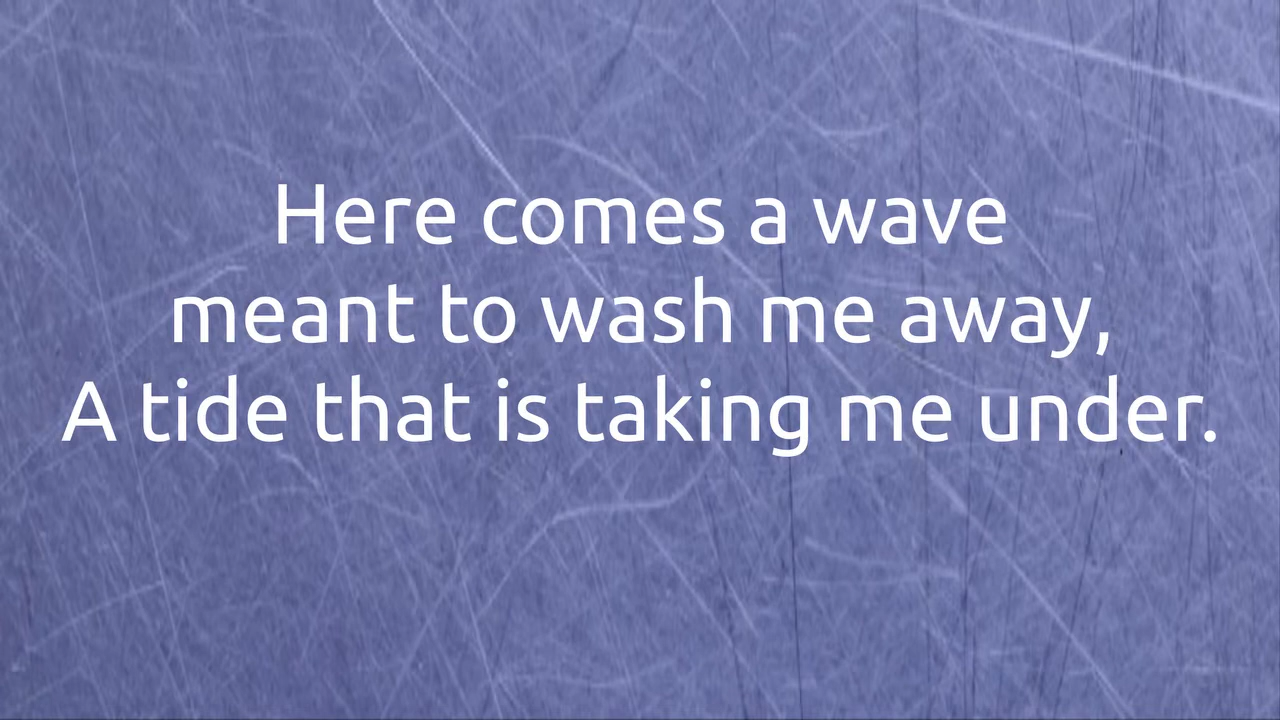 Here comes a wave
meant to wash me away,
A tide that is taking me under.